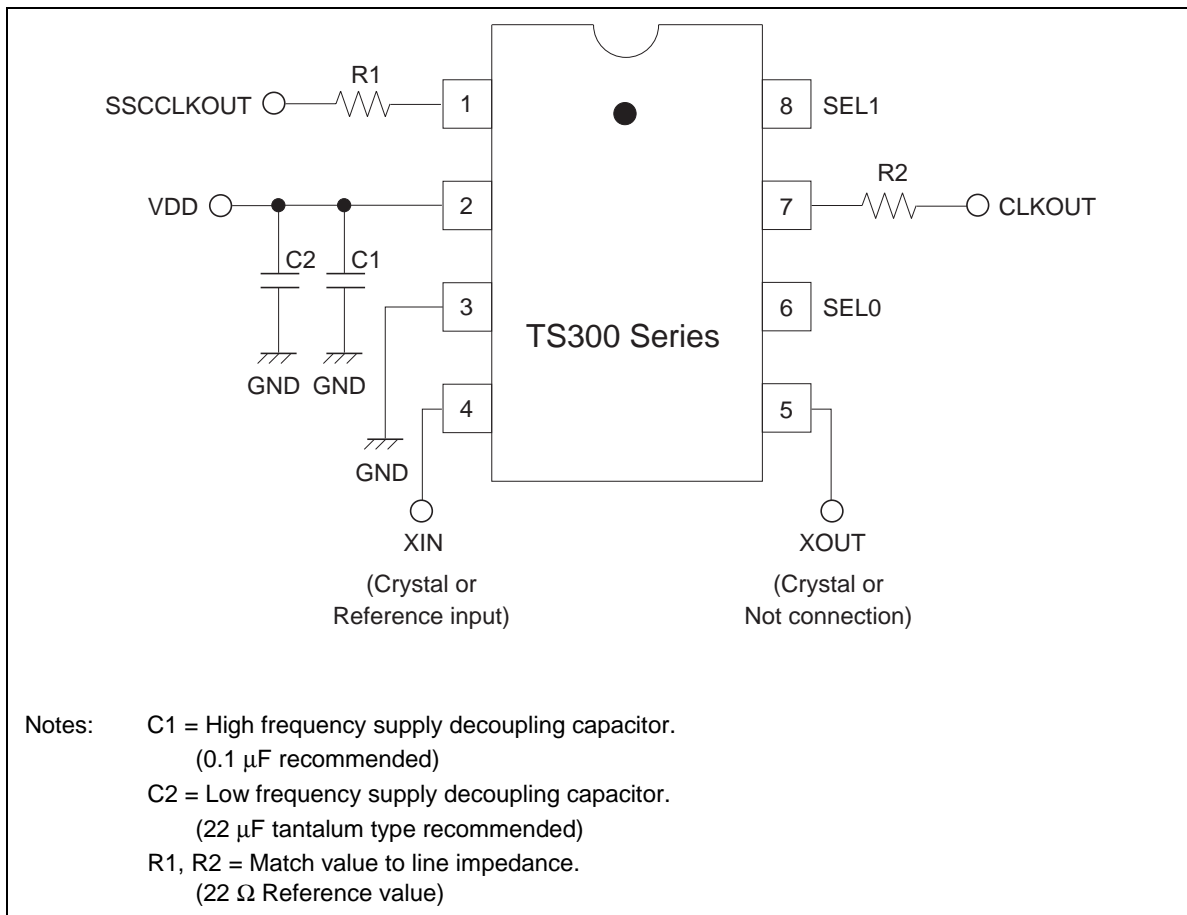 R1
SSCCLKOUT
1
8
SEL1
R2
VDD
2
7
CLKOUT
C2
C1
3
6
SEL0
TS300 Series
GND
GND
4
5
GND
XIN
XOUT
(Crystal or
Reference input)
(Crystal or
Not connection)
Notes: C1 = High frequency supply decoupling capacitor.
(0.1 μF recommended)
C2 = Low frequency supply decoupling capacitor.
(22 μF tantalum type recommended)
R1, R2 = Match value to line impedance.
(22 Ω Reference value)